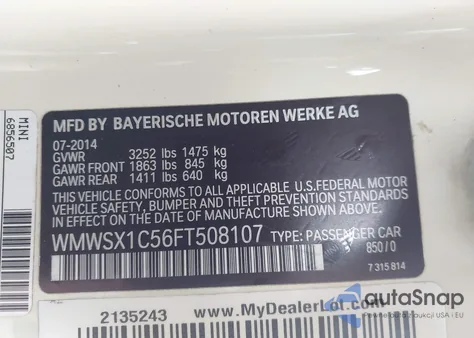 MINI
6856507
MFD BY BAYERISCHE MOTOREN WERKE AG
07-2014
GVWR 3252 lbs 1475 kg
GAWR FRONT 1863 lbs 845 kg
GAWR REAR 1411 lbs 640 kg
THIS VEHICLE CONFORMS TO ALL APPLICABLE U.S. FEDERAL MOTOR
VEHICLE SAFETY, BUMPER AND THEFT PREVENTION STANDARDS
IN EFFECT ON THE DATE OF MANUFACTURE SHOWN ABOVE.
WMWSX1C56FT508107 TYPE: PASSENGER CAR
850/0
7 315 814
2135243
www.MyDealerLot.com
autoSnap